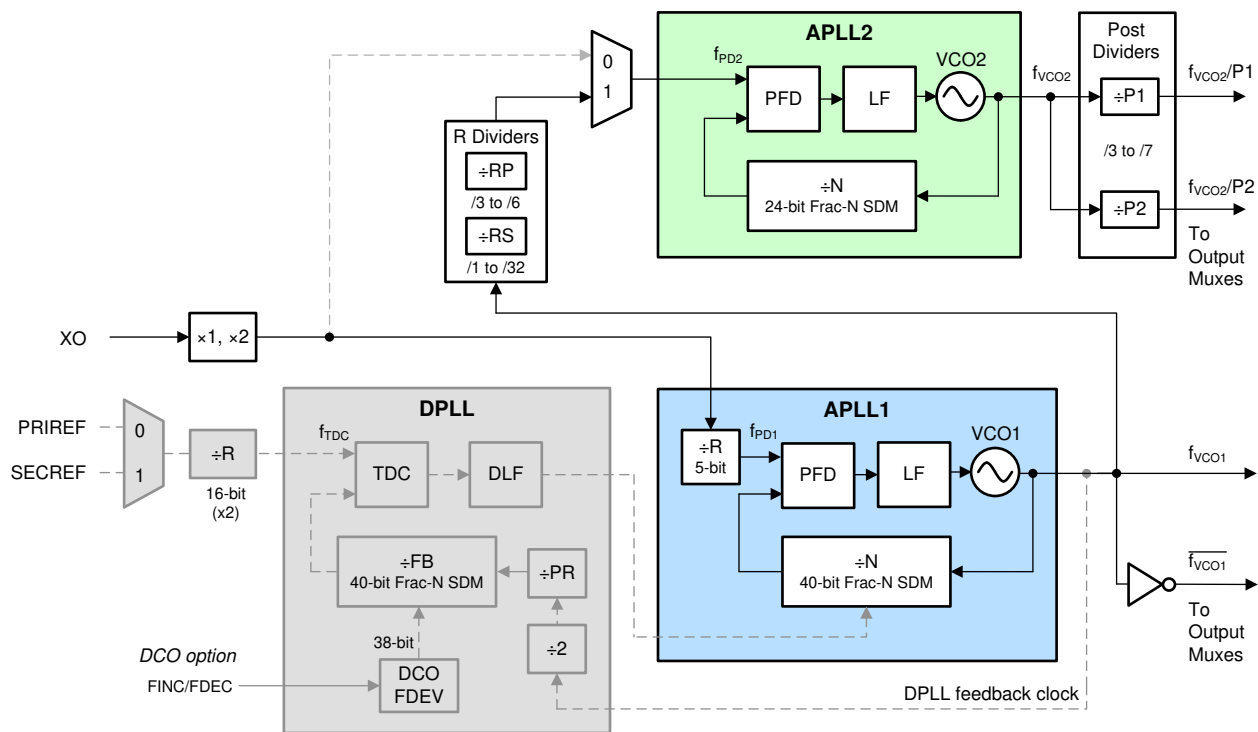 APLL2
Post
Dividers
0
1
fPD2
VCO2
fVCO2
fVCO2/P1
PFD
LF
÷P1
R Dividers
÷RP
/3 to /6
/3 to /7
÷N
24-bit Frac-N SDM
fVCO2/P2
÷P2
÷RS
/1 to /32
To
Output
Muxes
XO
×1, ×2
DPLL
APLL1
PRIREF
0
SECREF
1
÷R
16-bit
(x2)
fTDC
TDC
DLF
÷R
5-bit
fPD1
PFD
LF
VCO1
fVCO1
÷FB
40-bit Frac-N SDM
÷PR
÷N
40-bit Frac-N SDM
fVCO1
To
Output
Muxes
38-bit
÷2
DCO option
FINC/FDEC
DCO
FDEV
DPLL feedback clock